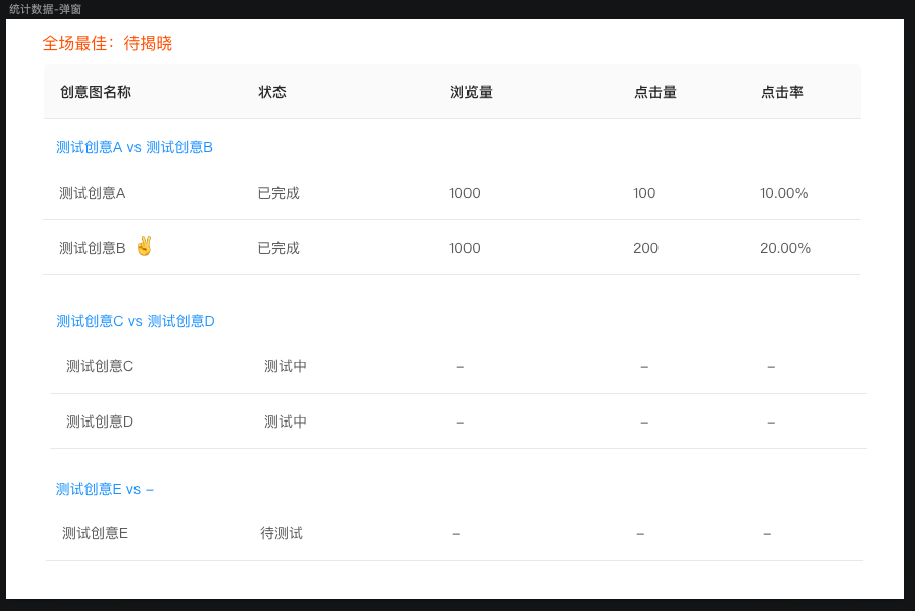 统计数据-弹窗
全场最佳：待揭晓
创意图名称 状态 浏览量 点击量 点击率
测试创意A vs 测试创意B
测试创意A 已完成 1000 100 10.00%
测试创意B ✌ 已完成 1000 200 20.00%
测试创意C vs 测试创意D
测试创意C 测试中 – – –
测试创意D 测试中 – – –
测试创意E vs –
测试创意E 待测试 – – –